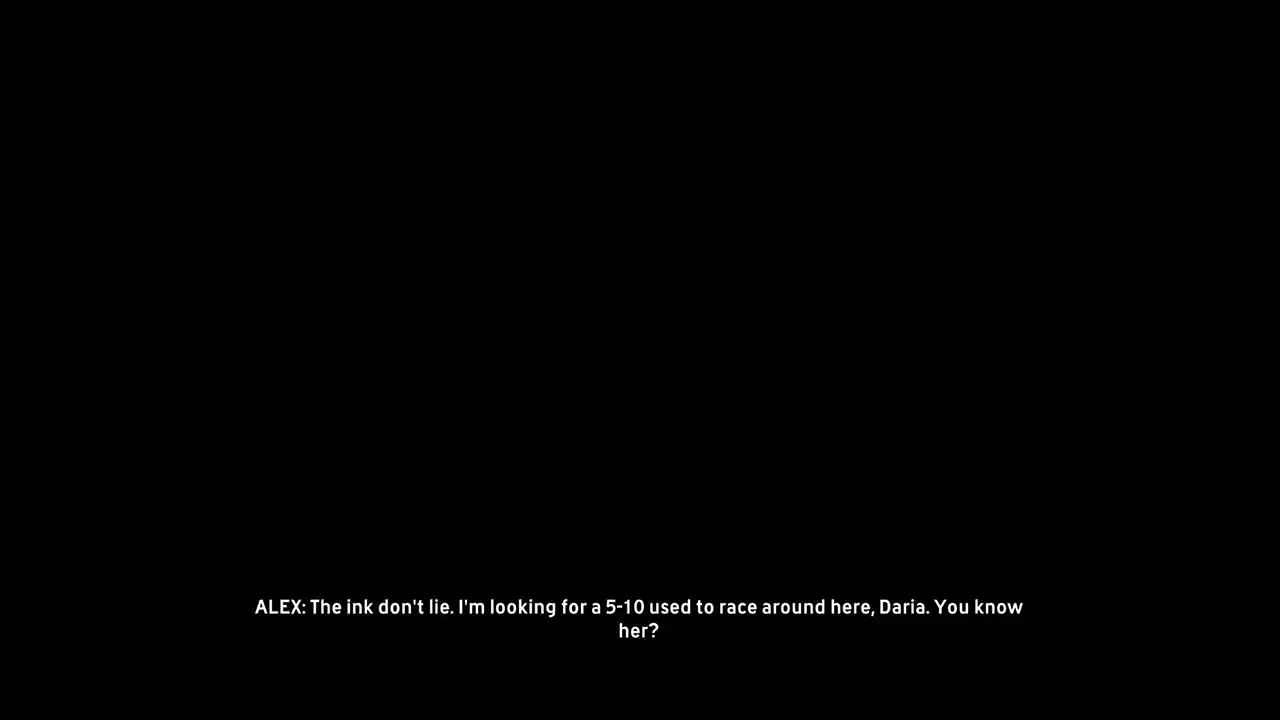 ALEX: The ink don't lie. I'm looking for a 5-10 used to race around here, Daria. You know
her?